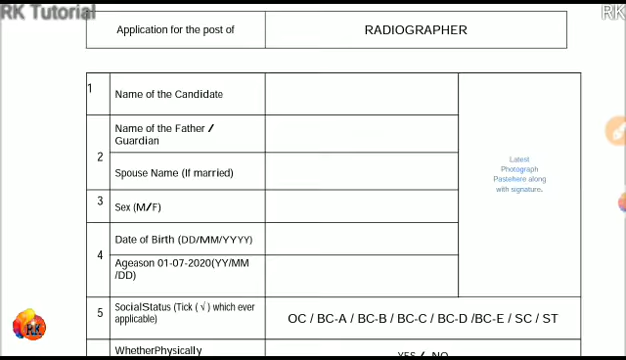 RK Tutorial
RK
Application for the post of
RADIOGRAPHER
1
Name of the Candidate
Name of the Father /
Guardian
2
Spouse Name (If married)
3
Sex (M/F)
4
Date of Birth (DD/MM/YYYY)
Ageason 01-07-2020(YY/MM
/DD)
Latest
Photograph
Pastehere along
with signature.
5
SocialStatus (Tick ( √ ) which ever
applicable)
OC / BC-A / BC-B / BC-C / BC-D /BC-E / SC / ST
WhetherPhysically
YES / NO
RK